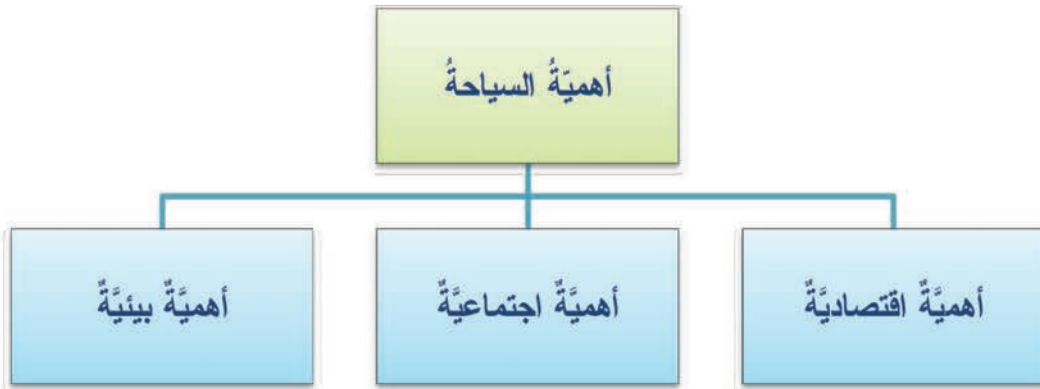 أهميّةُ السياحةُ
أهميَّةٌ اقتصاديَّةٌ
أهميَّةٌ اجتماعيَّةٌ
أهميَّةٌ بيئيَّةٌ